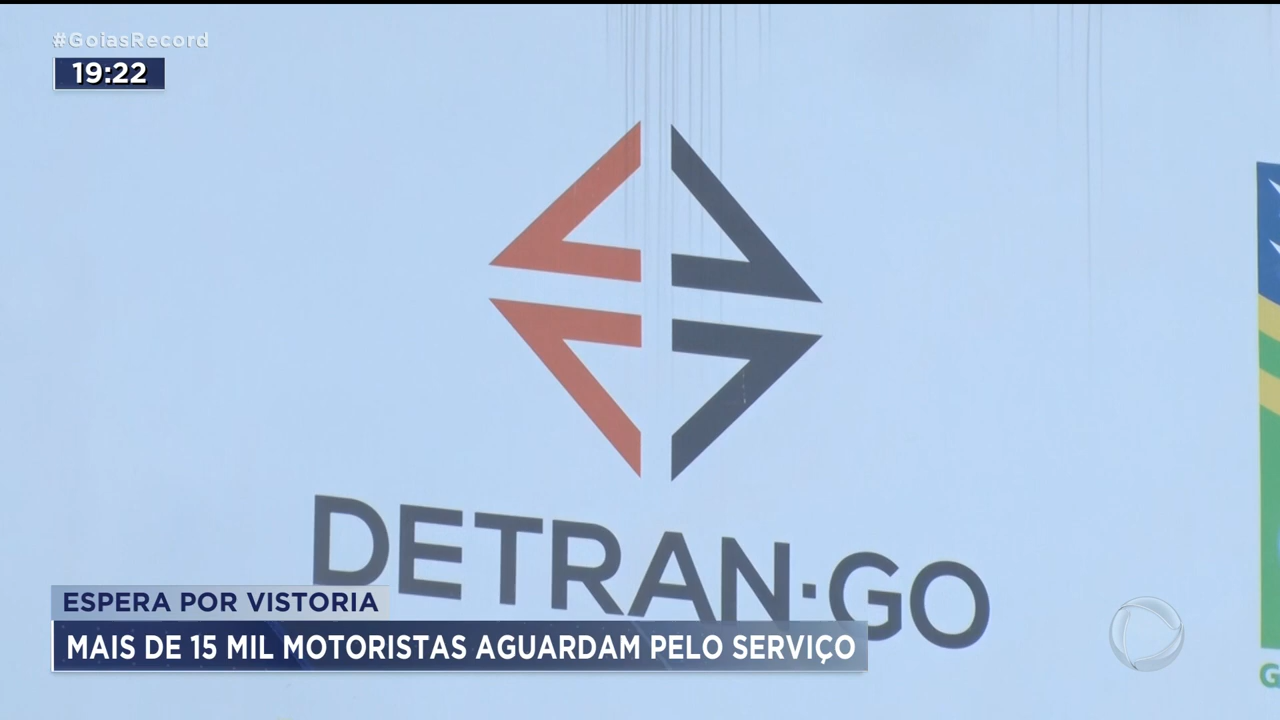 #GoiasRecord
19:22
DETRAN·GO
ESPERA POR VISTORIA
MAIS DE 15 MIL MOTORISTAS AGUARDAM PELO SERVIÇO
G